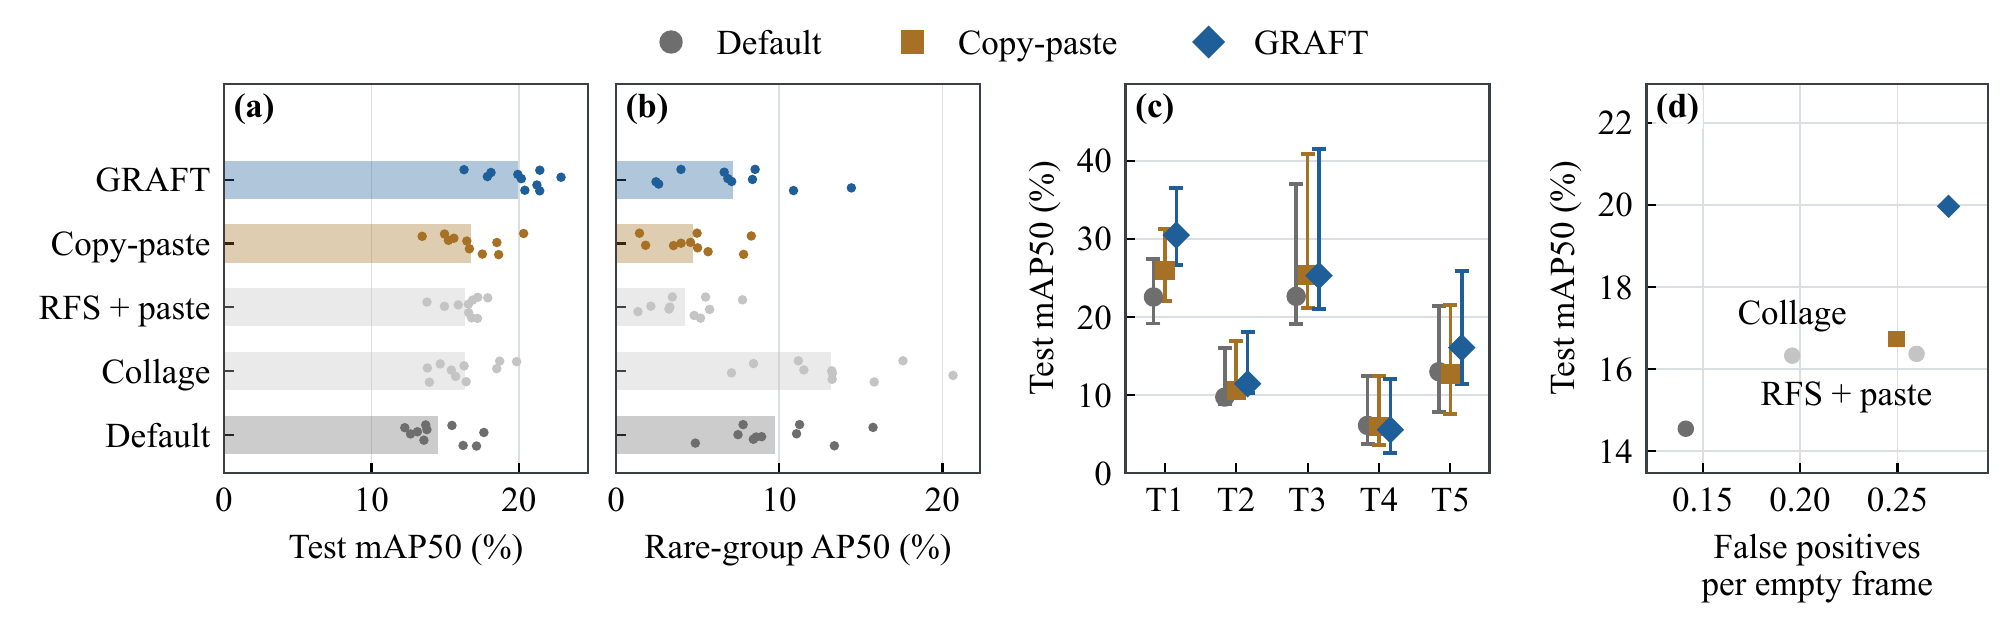 Default Copy-paste GRAFT
(a)
GRAFT
Copy-paste
RFS + paste
Collage
Default
0 10 20
Test mAP50 (%)
(b)
0 10 20
Rare-group AP50 (%)
(c)
Test mAP50 (%)
40
30
20
10
0
T1 T2 T3 T4 T5
(d)
Test mAP50 (%)
22
20
18
16
14
Collage
RFS + paste
0.15 0.20 0.25
False positives
per empty frame